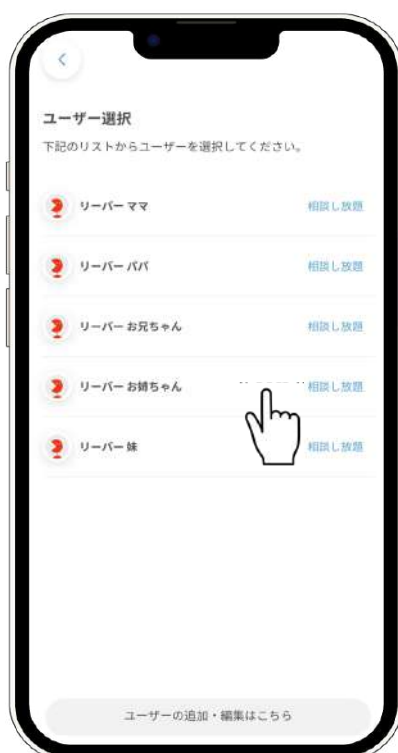 ユーザー選択
下記のリストからユーザーを選択してください。
リーバー ママ 相談し放題
リーバー パパ 相談し放題
リーバー お兄ちゃん 相談し放題
リーバー お姉ちゃん 相談し放題
リーバー 妹 相談し放題
ユーザーの追加・編集はこちら